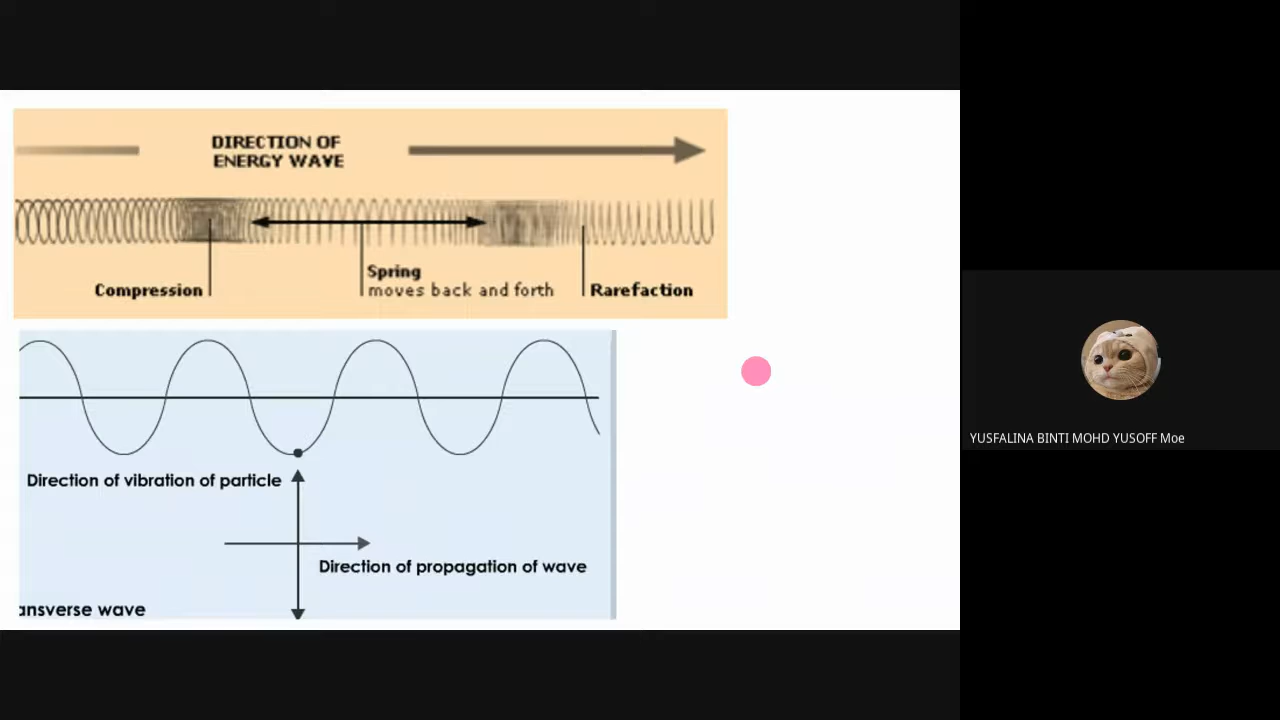 DIRECTION OF
ENERGY WAVE
Compression
Spring
moves back and forth
Rarefaction
Direction of vibration of particle
Direction of propagation of wave
ansverse wave
YUSFALINA BINTI MOHD YUSOFF Moe